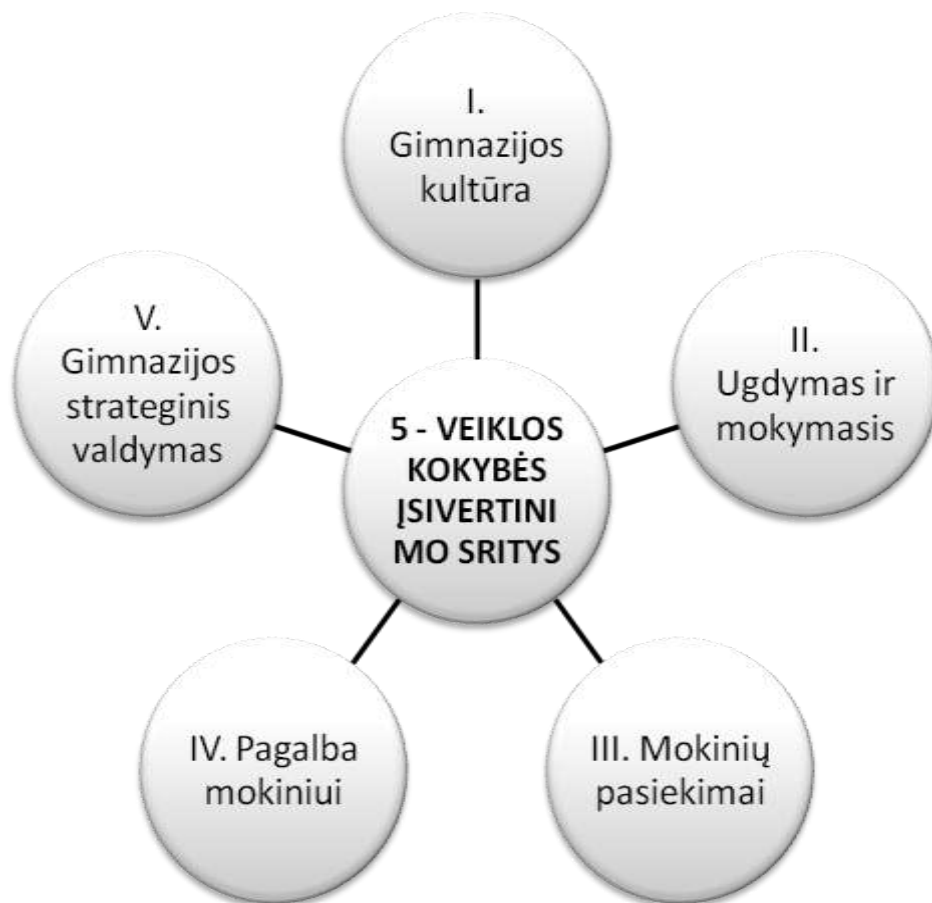 I.
Gimnazijos
kultūra
II.
Ugdymas ir
mokymasis
III. Mokinių
pasiekimai
IV. Pagalba
mokiniui
V.
Gimnazijos
strateginis
valdymas
5 - VEIKLOS
KOKYBĖS
ĮSIVERTINI
MO SRITYS